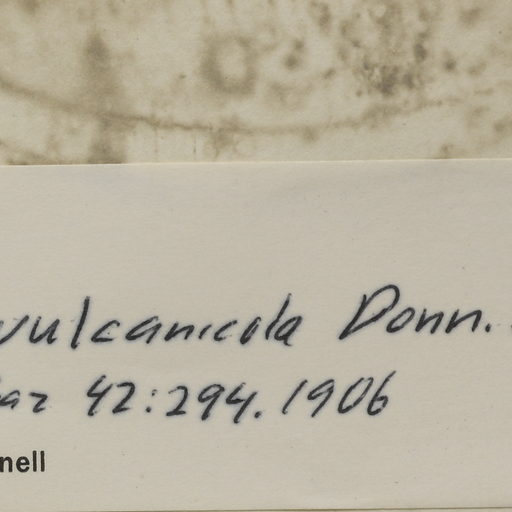 vulcanicola Donn.
az 42:294. 1906
nell